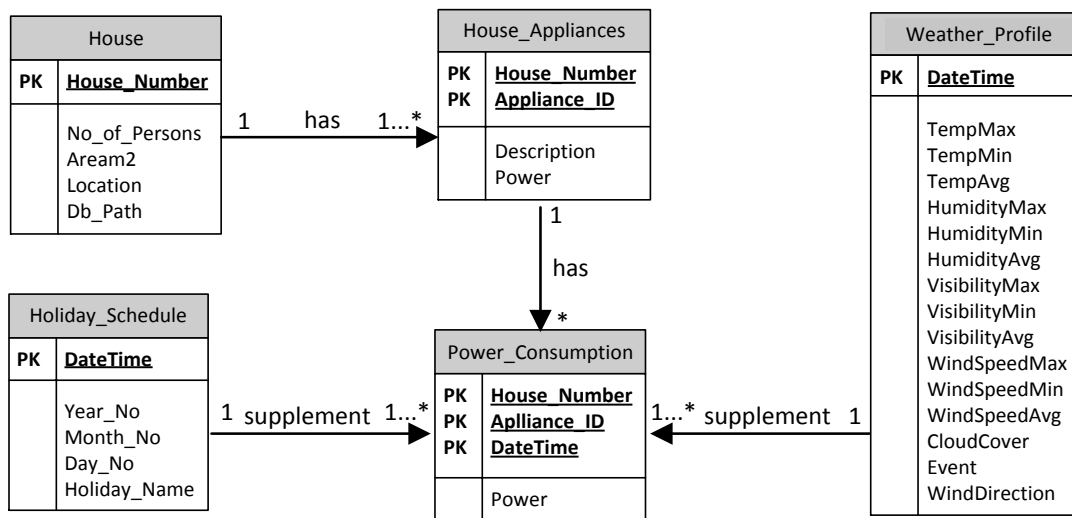 House
PK House_Number
No_of_Persons
Aream2
Location
Db_Path
1 has 1...*
House_Appliances
PK House_Number
PK Appliance_ID
Description
Power
1
has
*
Weather_Profile
PK DateTime
TempMax
TempMin
TempAvg
HumidityMax
HumidityMin
HumidityAvg
VisibilityMax
VisibilityMin
VisibilityAvg
WindSpeedMax
WindSpeedMin
WindSpeedAvg
CloudCover
Event
WindDirection
Holiday_Schedule
PK DateTime
Year_No
Month_No
Day_No
Holiday_Name
1 supplement 1...*
Power_Consumption
PK House_Number
PK Aplliance_ID
PK DateTime
Power
1...* supplement 1